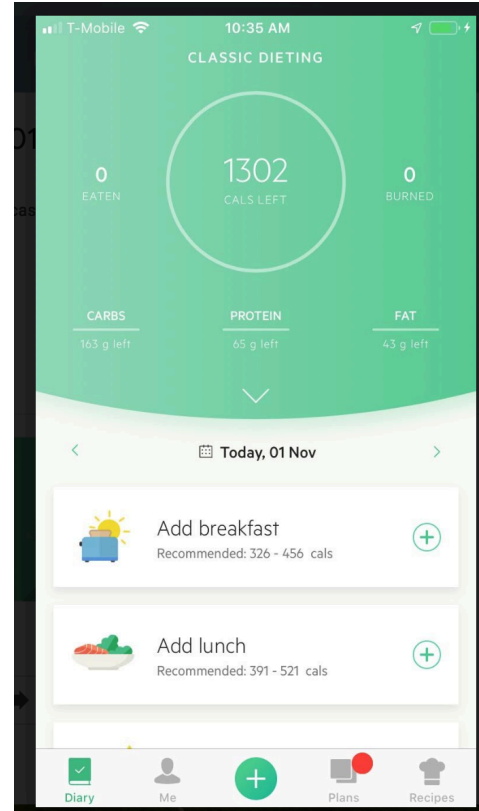 T-Mobile 10:35 AM
CLASSIC DIETING
0 1302 0
EATEN CALS LEFT BURNED
CARBS PROTEIN FAT
163 g left 65 g left 43 g left
Today, 01 Nov
Add breakfast
Recommended: 326 - 456 cals
Add lunch
Recommended: 391 - 521 cals
Diary Me Plans Recipes